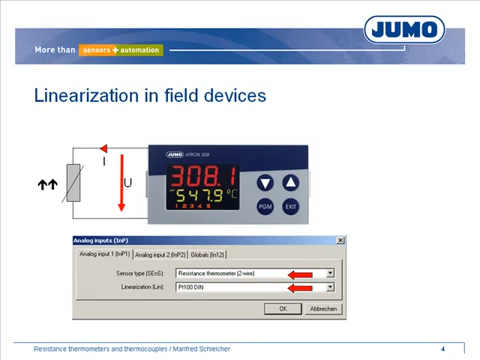 JUMO
More than sensors + automation
Linearization in field devices
I
U
JUMO
308.1
547.9 °C
1 2 3 4 5
PGM
EXIT
Analog inputs (InP)
Analog input 1 (InP1)
Analog input 2 (InP2)
Globals (In12)
Sensor type (SEnS):
Resistance thermometer (2-wire)
Linearization (Lin):
Pt100 DIN
OK
Abbrechen
Resistance thermometers and thermocouples / Manfred Schleicher
4